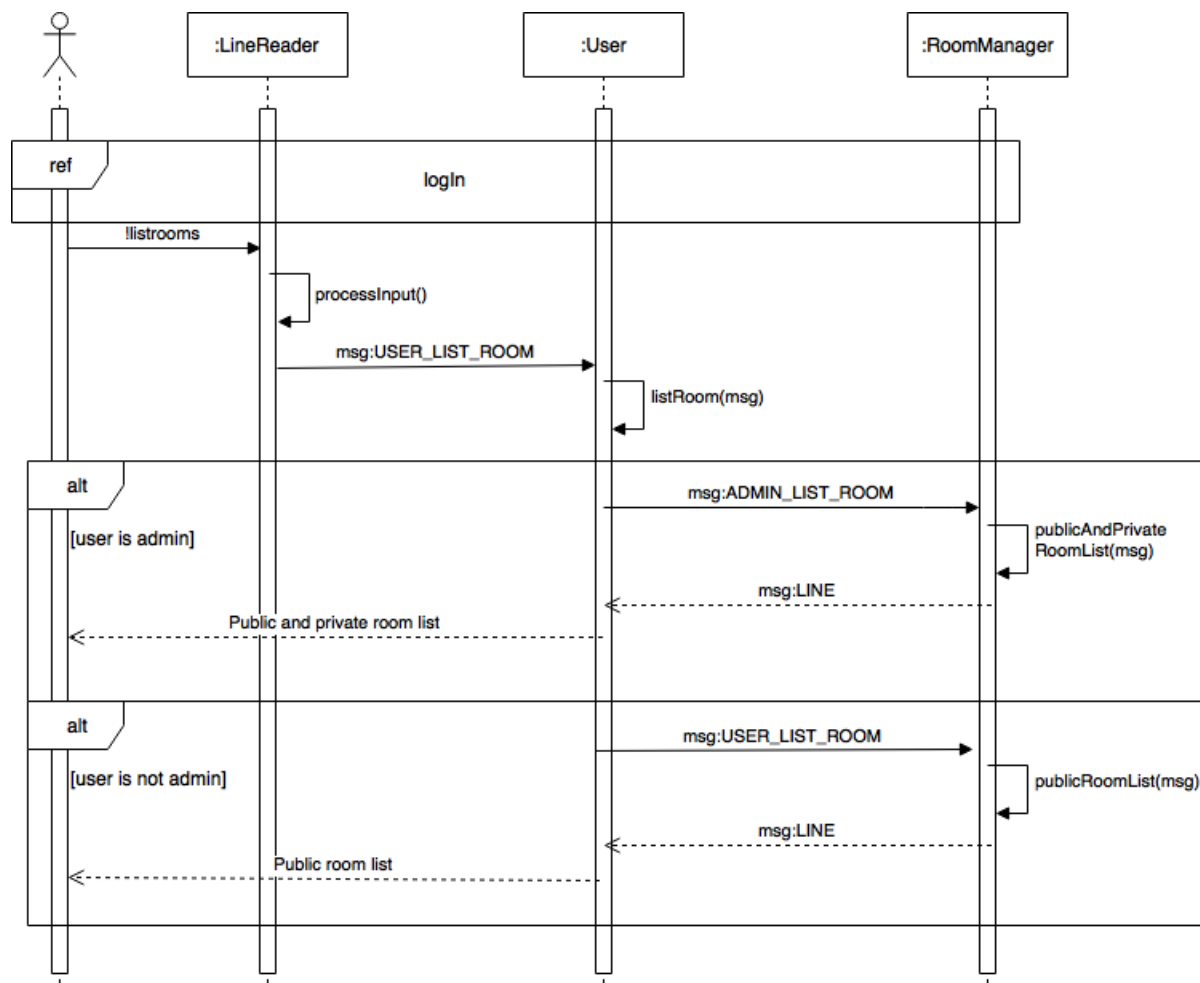 :LineReader
:User
:RoomManager
ref
logIn
!listrooms
processInput()
msg:USER_LIST_ROOM
listRoom(msg)
alt
msg:ADMIN_LIST_ROOM
[user is admin]
publicAndPrivate
RoomList(msg)
msg:LINE
Public and private room list
alt
msg:USER_LIST_ROOM
[user is not admin]
publicRoomList(msg)
msg:LINE
Public room list